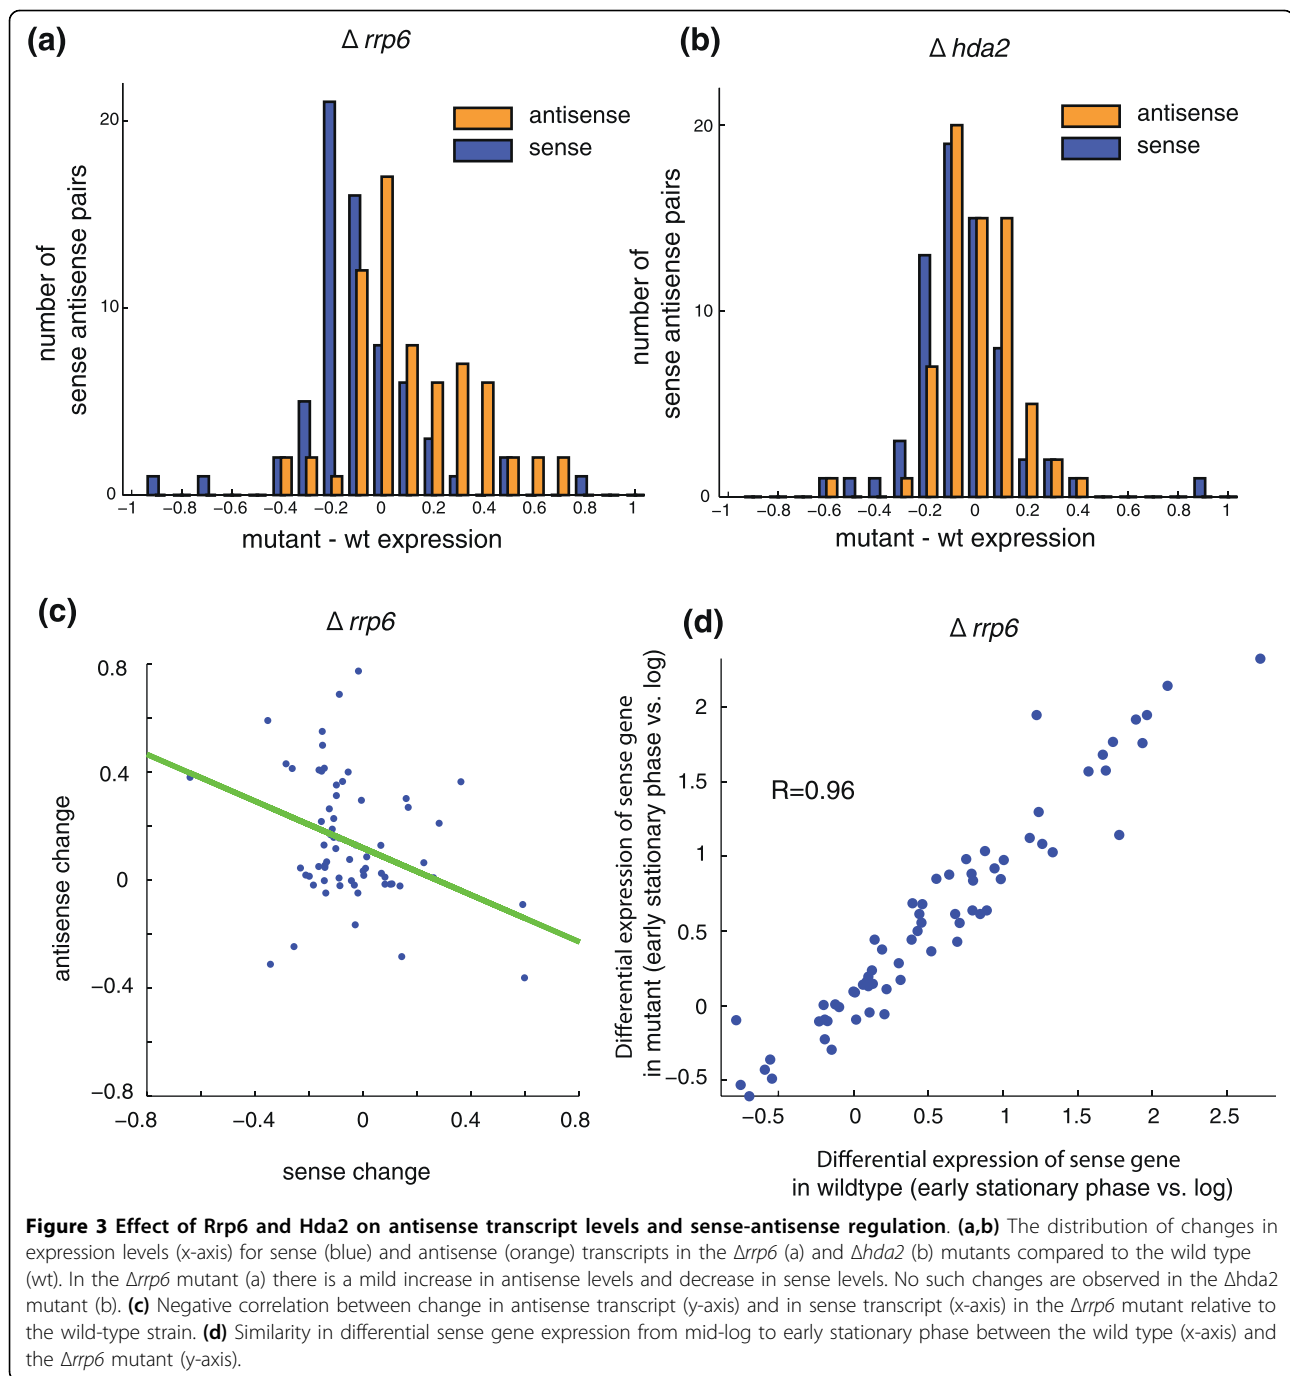 (a)
Δ rrp6
antisense
sense
number of
sense antisense pairs
20
10
0
−1 −0.8 −0.6 −0.4 −0.2 0 0.2 0.4 0.6 0.8 1
mutant - wt expression
(b)
Δ hda2
antisense
sense
number of
sense antisense pairs
20
10
0
−1 −0.8 −0.6 −0.4 −0.2 0 0.2 0.4 0.6 0.8 1
mutant - wt expression
(c)
Δ rrp6
antisense change
0.8
0.4
0
−0.4
−0.8
−0.8 −0.4 0 0.4 0.8
sense change
(d)
Δ rrp6
Differential expression of sense gene
in mutant (early stationary phase vs. log)
2
1.5
1
0.5
0
−0.5
R=0.96
−0.5 0 0.5 1 1.5 2 2.5
Differential expression of sense gene
in wildtype (early stationary phase vs. log)
Figure 3 Effect of Rrp6 and Hda2 on antisense transcript levels and sense-antisense regulation. (a,b) The distribution of changes in
expression levels (x-axis) for sense (blue) and antisense (orange) transcripts in the Δrrp6 (a) and Δhda2 (b) mutants compared to the wild type
(wt). In the Δrrp6 mutant (a) there is a mild increase in antisense levels and decrease in sense levels. No such changes are observed in the Δhda2
mutant (b). (c) Negative correlation between change in antisense transcript (y-axis) and in sense transcript (x-axis) in the Δrrp6 mutant relative to
the wild-type strain. (d) Similarity in differential sense gene expression from mid-log to early stationary phase between the wild type (x-axis) and
the Δrrp6 mutant (y-axis).